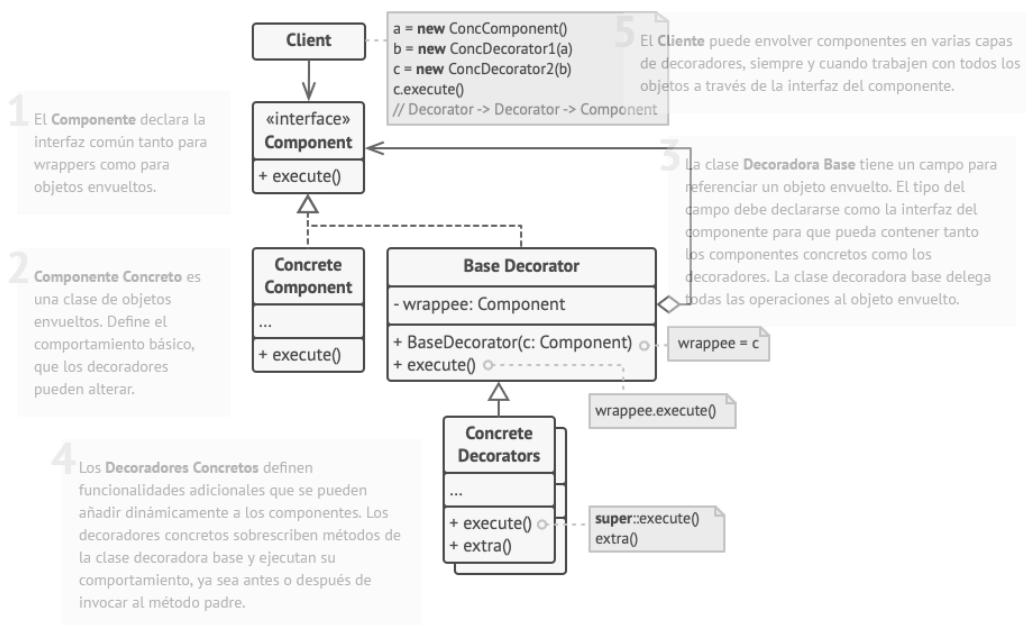 Client
a = new ConcComponent()
b = new ConcDecorator1(a)
c = new ConcDecorator2(b)
c.execute()
// Decorator -> Decorator -> Component
5
El Cliente puede envolver componentes en varias capas
de decoradores, siempre y cuando trabajen con todos los
objetos a través de la interfaz del componente.
1
El Componente declara la
interfaz común tanto para
wrappers como para
objetos envueltos.
«interface»
Component
+ execute()
3
La clase Decoradora Base tiene un campo para
referenciar un objeto envuelto. El tipo del
campo debe declararse como la interfaz del
componente para que pueda contener tanto
los componentes concretos como los
decoradores. La clase decoradora base delega
todas las operaciones al objeto envuelto.
2
Componente Concreto es
una clase de objetos
envueltos. Define el
comportamiento básico,
que los decoradores
pueden alterar.
Concrete
Component
...
+ execute()
Base Decorator
- wrappee: Component
+ BaseDecorator(c: Component)
+ execute()
wrappee = c
wrappee.execute()
4
Los Decoradores Concretos definen
funcionalidades adicionales que se pueden
añadir dinámicamente a los componentes. Los
decoradores concretos sobrescriben métodos de
la clase decoradora base y ejecutan su
comportamiento, ya sea antes o después de
invocar al método padre.
Concrete
Decorators
...
+ execute()
+ extra()
super::execute()
extra()